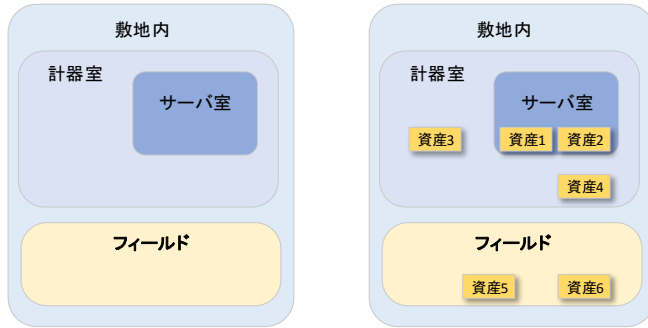 敷地内
計器室
サーバ室
フィールド
敷地内
計器室
サーバ室
資産3
資産1
資産2
資産4
フィールド
資産5
資産6